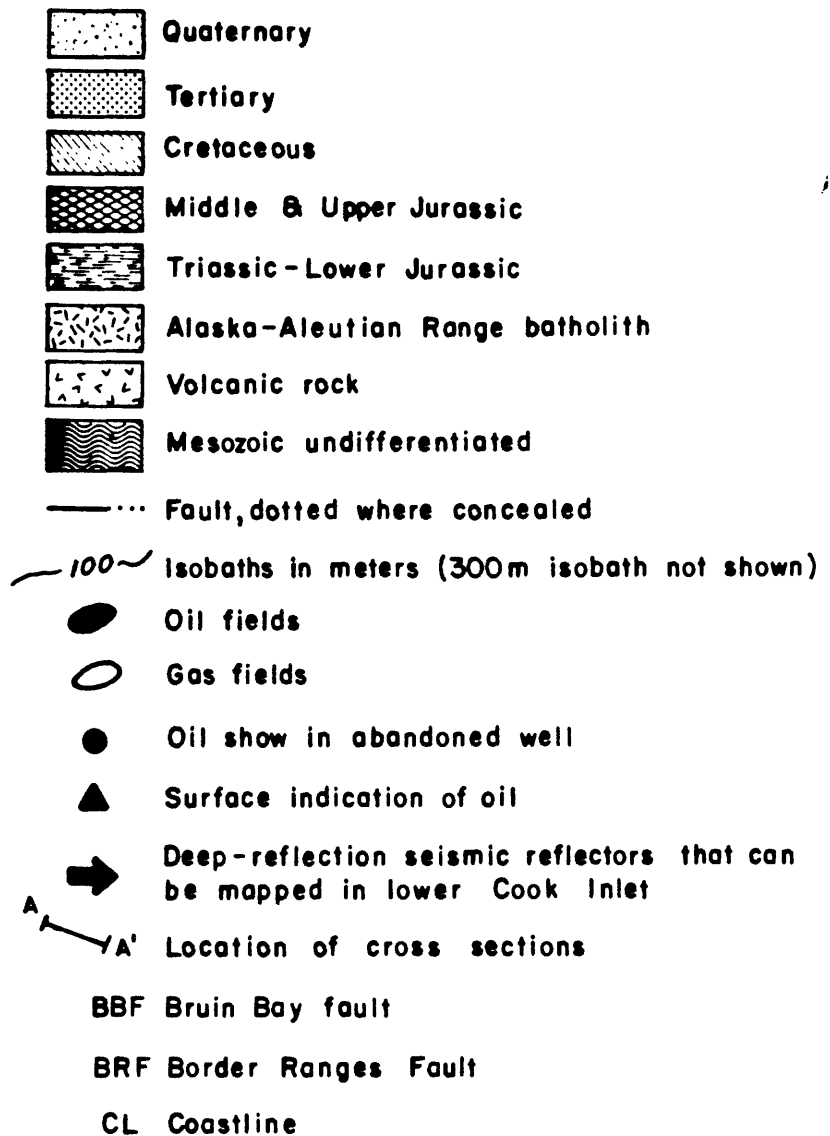 Quaternary
Tertiary
Cretaceous
Middle & Upper Jurassic
Triassic-Lower Jurassic
Alaska-Aleutian Range batholith
Volcanic rock
Mesozoic undifferentiated
Fault, dotted where concealed
100 Isobaths in meters (300m isobath not shown)
Oil fields
Gas fields
Oil show in abandoned well
Surface indication of oil
Deep-reflection seismic reflectors that can
be mapped in lower Cook Inlet
A A' Location of cross sections
BBF Bruin Bay fault
BRF Border Ranges Fault
CL Coastline